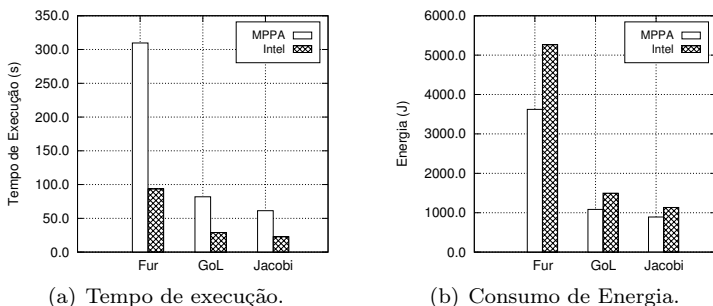 350.0
300.0
250.0
200.0
150.0
100.0
50.0
0.0
Tempo de Execução (s)
MPPA
Intel
Fur GoL Jacobi
(a) Tempo de execução.
6000.0
5000.0
4000.0
3000.0
2000.0
1000.0
0.0
Energia (J)
MPPA
Intel
Fur GoL Jacobi
(b) Consumo de Energia.